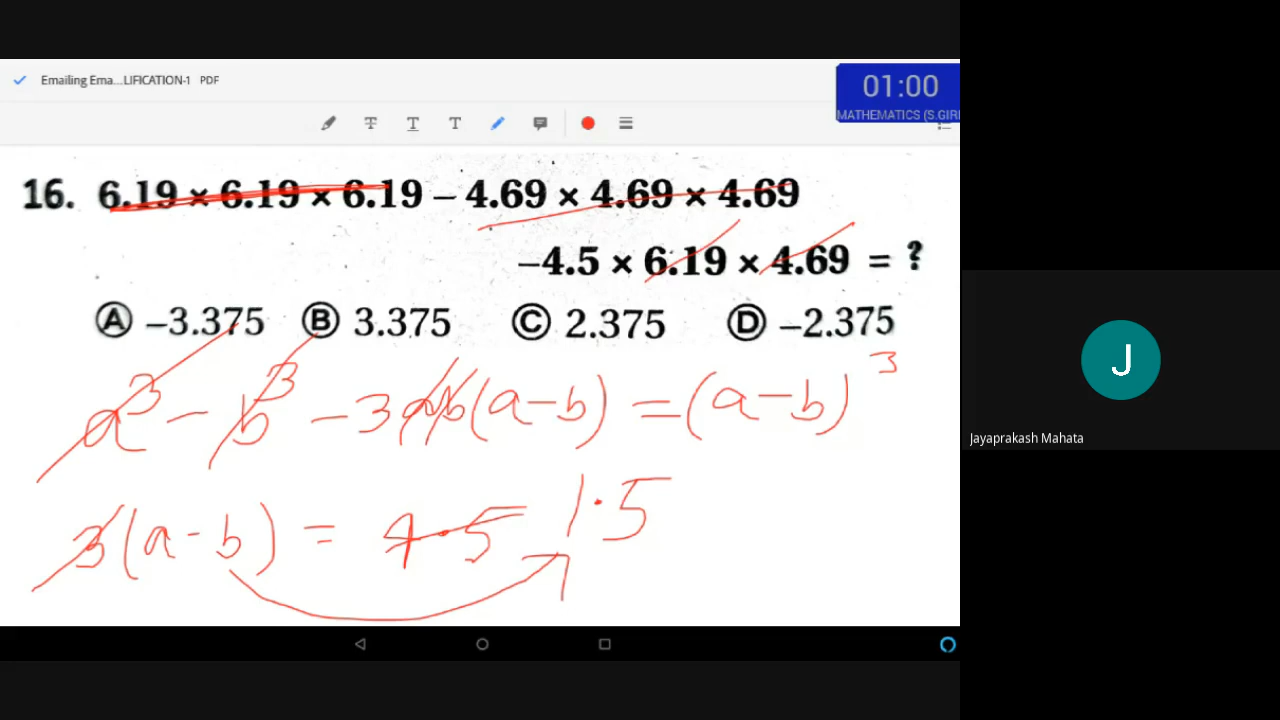 Emailing Ema...LIFICATION-1 PDF
01:00
MATHEMATICS (S.GIRI
T T T
16. 6.19 × 6.19 × 6.19 – 4.69 × 4.69 × 4.69
–4.5 × 6.19 × 4.69 = ?
A –3.375 B 3.375 C 2.375 D –2.375
a³ – b³ – 3ab(a–b) = (a–b)³
3(a–b) = 4.5 1.5
J
Jayaprakash Mahata